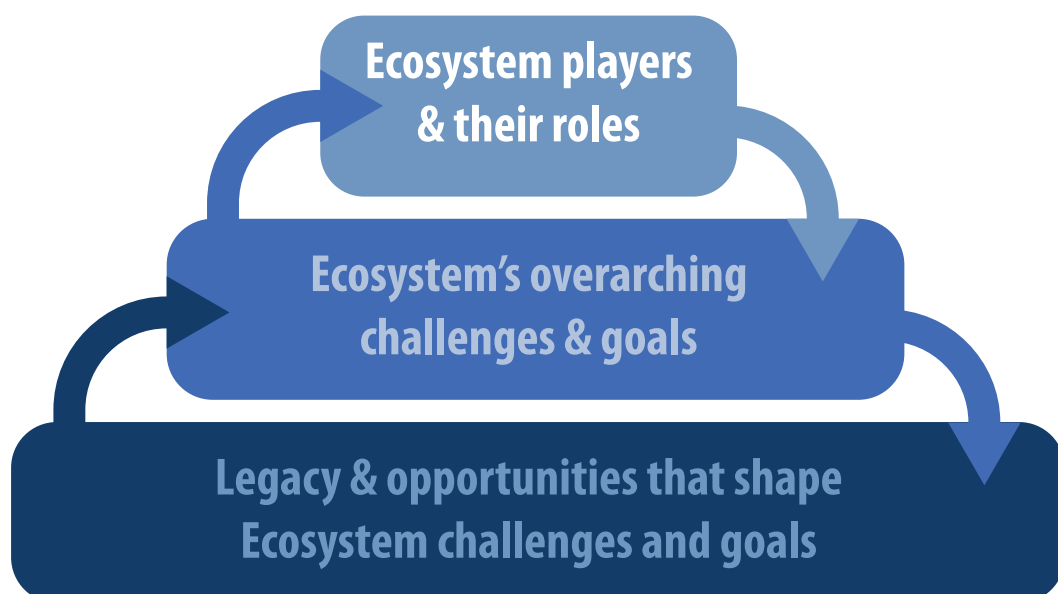 Ecosystem players
& their roles
Ecosystem’s overarching
challenges & goals
Legacy & opportunities that shape
Ecosystem challenges and goals